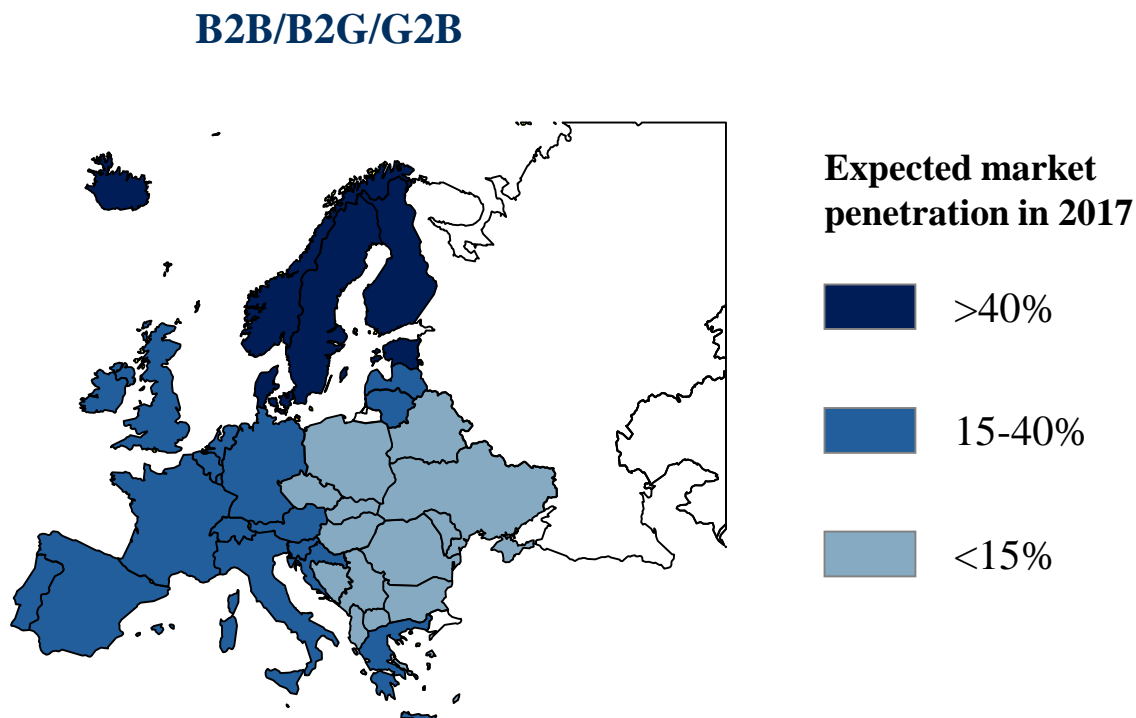 B2B/B2G/G2B
Expected market
penetration in 2017
>40%
15-40%
<15%